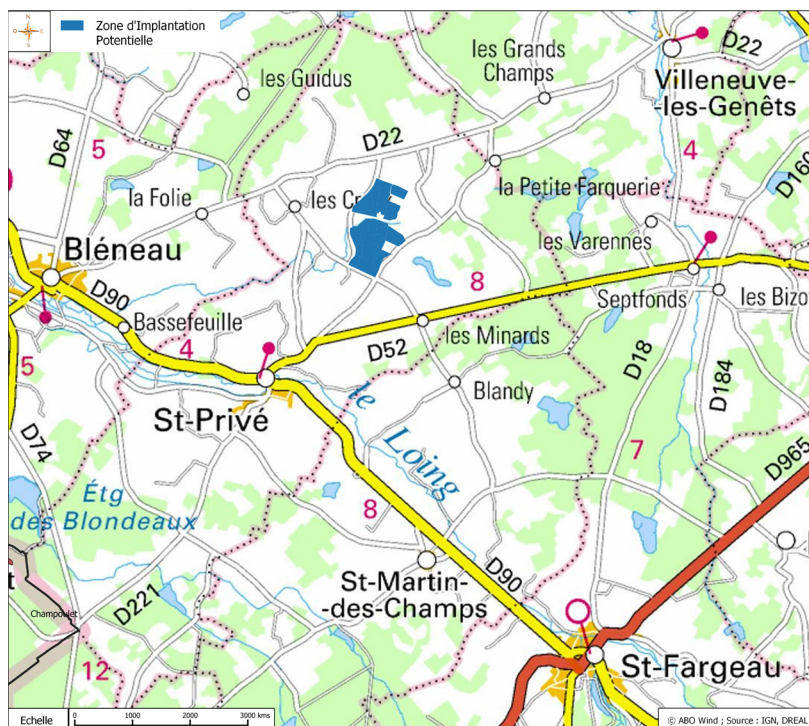 N
O
E
S
Zone d'Implantation
Potentielle
les Guidus
les Grands
Champs
D22
Villeneuve-
-les-Genêts
D64
5
D22
4
D160
la Petite Farquerie
la Folie
les Cr
les Varennes
Bléneau
8
Septfonds
les Bizo
D90
Bassefeuille
4
D52
les Minards
D18
D184
5
St-Privé
Blandy
le Loing
D74
7
D965
Étg
des Blondeaux
8
St-Martin-
-des-Champs
D90
t
Champoulet
D221
12
St-Fargeau
Echelle
0 1000 2000 3000 kms
© ABO Wind ; Source : IGN, DREAL